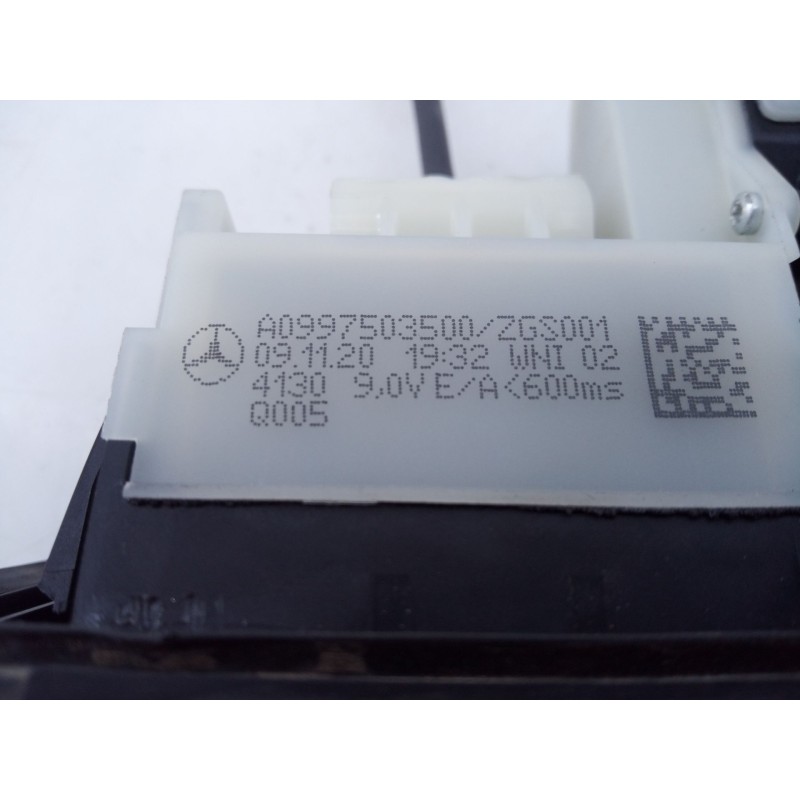 A0997503500/ZGS001
09.11.20 19:32 WNI 02
4130 9,0V E/A<600ms
Q005